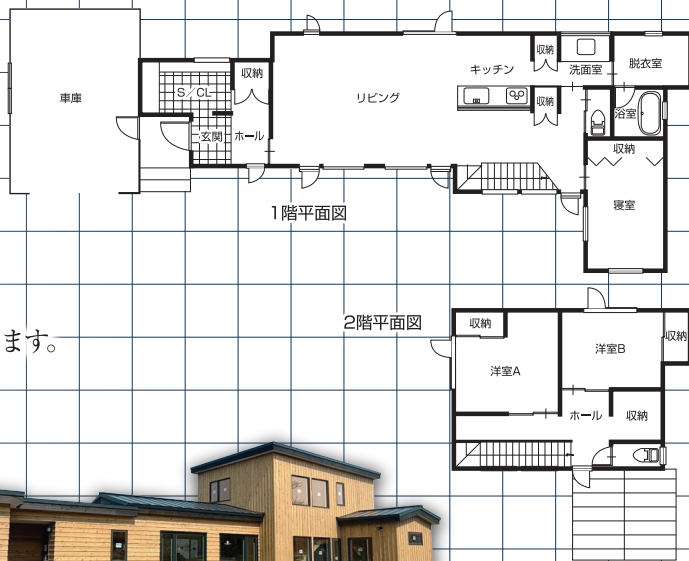 車庫
S／CL
収納
玄関
ホール
リビング
キッチン
収納
収納
洗面室
脱衣室
浴室
収納
寝室
1階平面図
2階平面図
ます。
収納
洋室A
洋室B
収納
ホール
収納